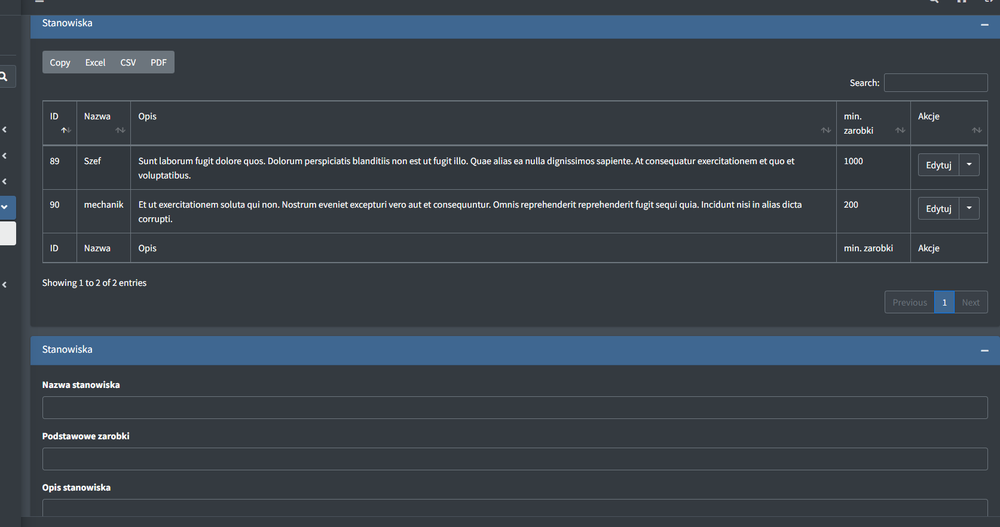 Stanowiska
Copy Excel CSV PDF
Search:
ID Nazwa Opis min. zarobki Akcje
89 Szef Sunt laborum fugit dolore quos. Dolorum perspiciatis blanditiis non est ut fugit illo. Quae alias ea nulla dignissimos sapiente. At consequatur exercitationem et quo et
voluptatibus. 1000 Edytuj
90 mechanik Et ut exercitationem soluta qui non. Nostrum eveniet excepturi vero aut et consequuntur. Omnis reprehenderit reprehenderit fugit sequi quia. Incidunt nisi in alias dicta
corrupti. 200 Edytuj
ID Nazwa Opis min. zarobki Akcje
Showing 1 to 2 of 2 entries
Previous 1 Next
Stanowiska
Nazwa stanowiska
Podstawowe zarobki
Opis stanowiska